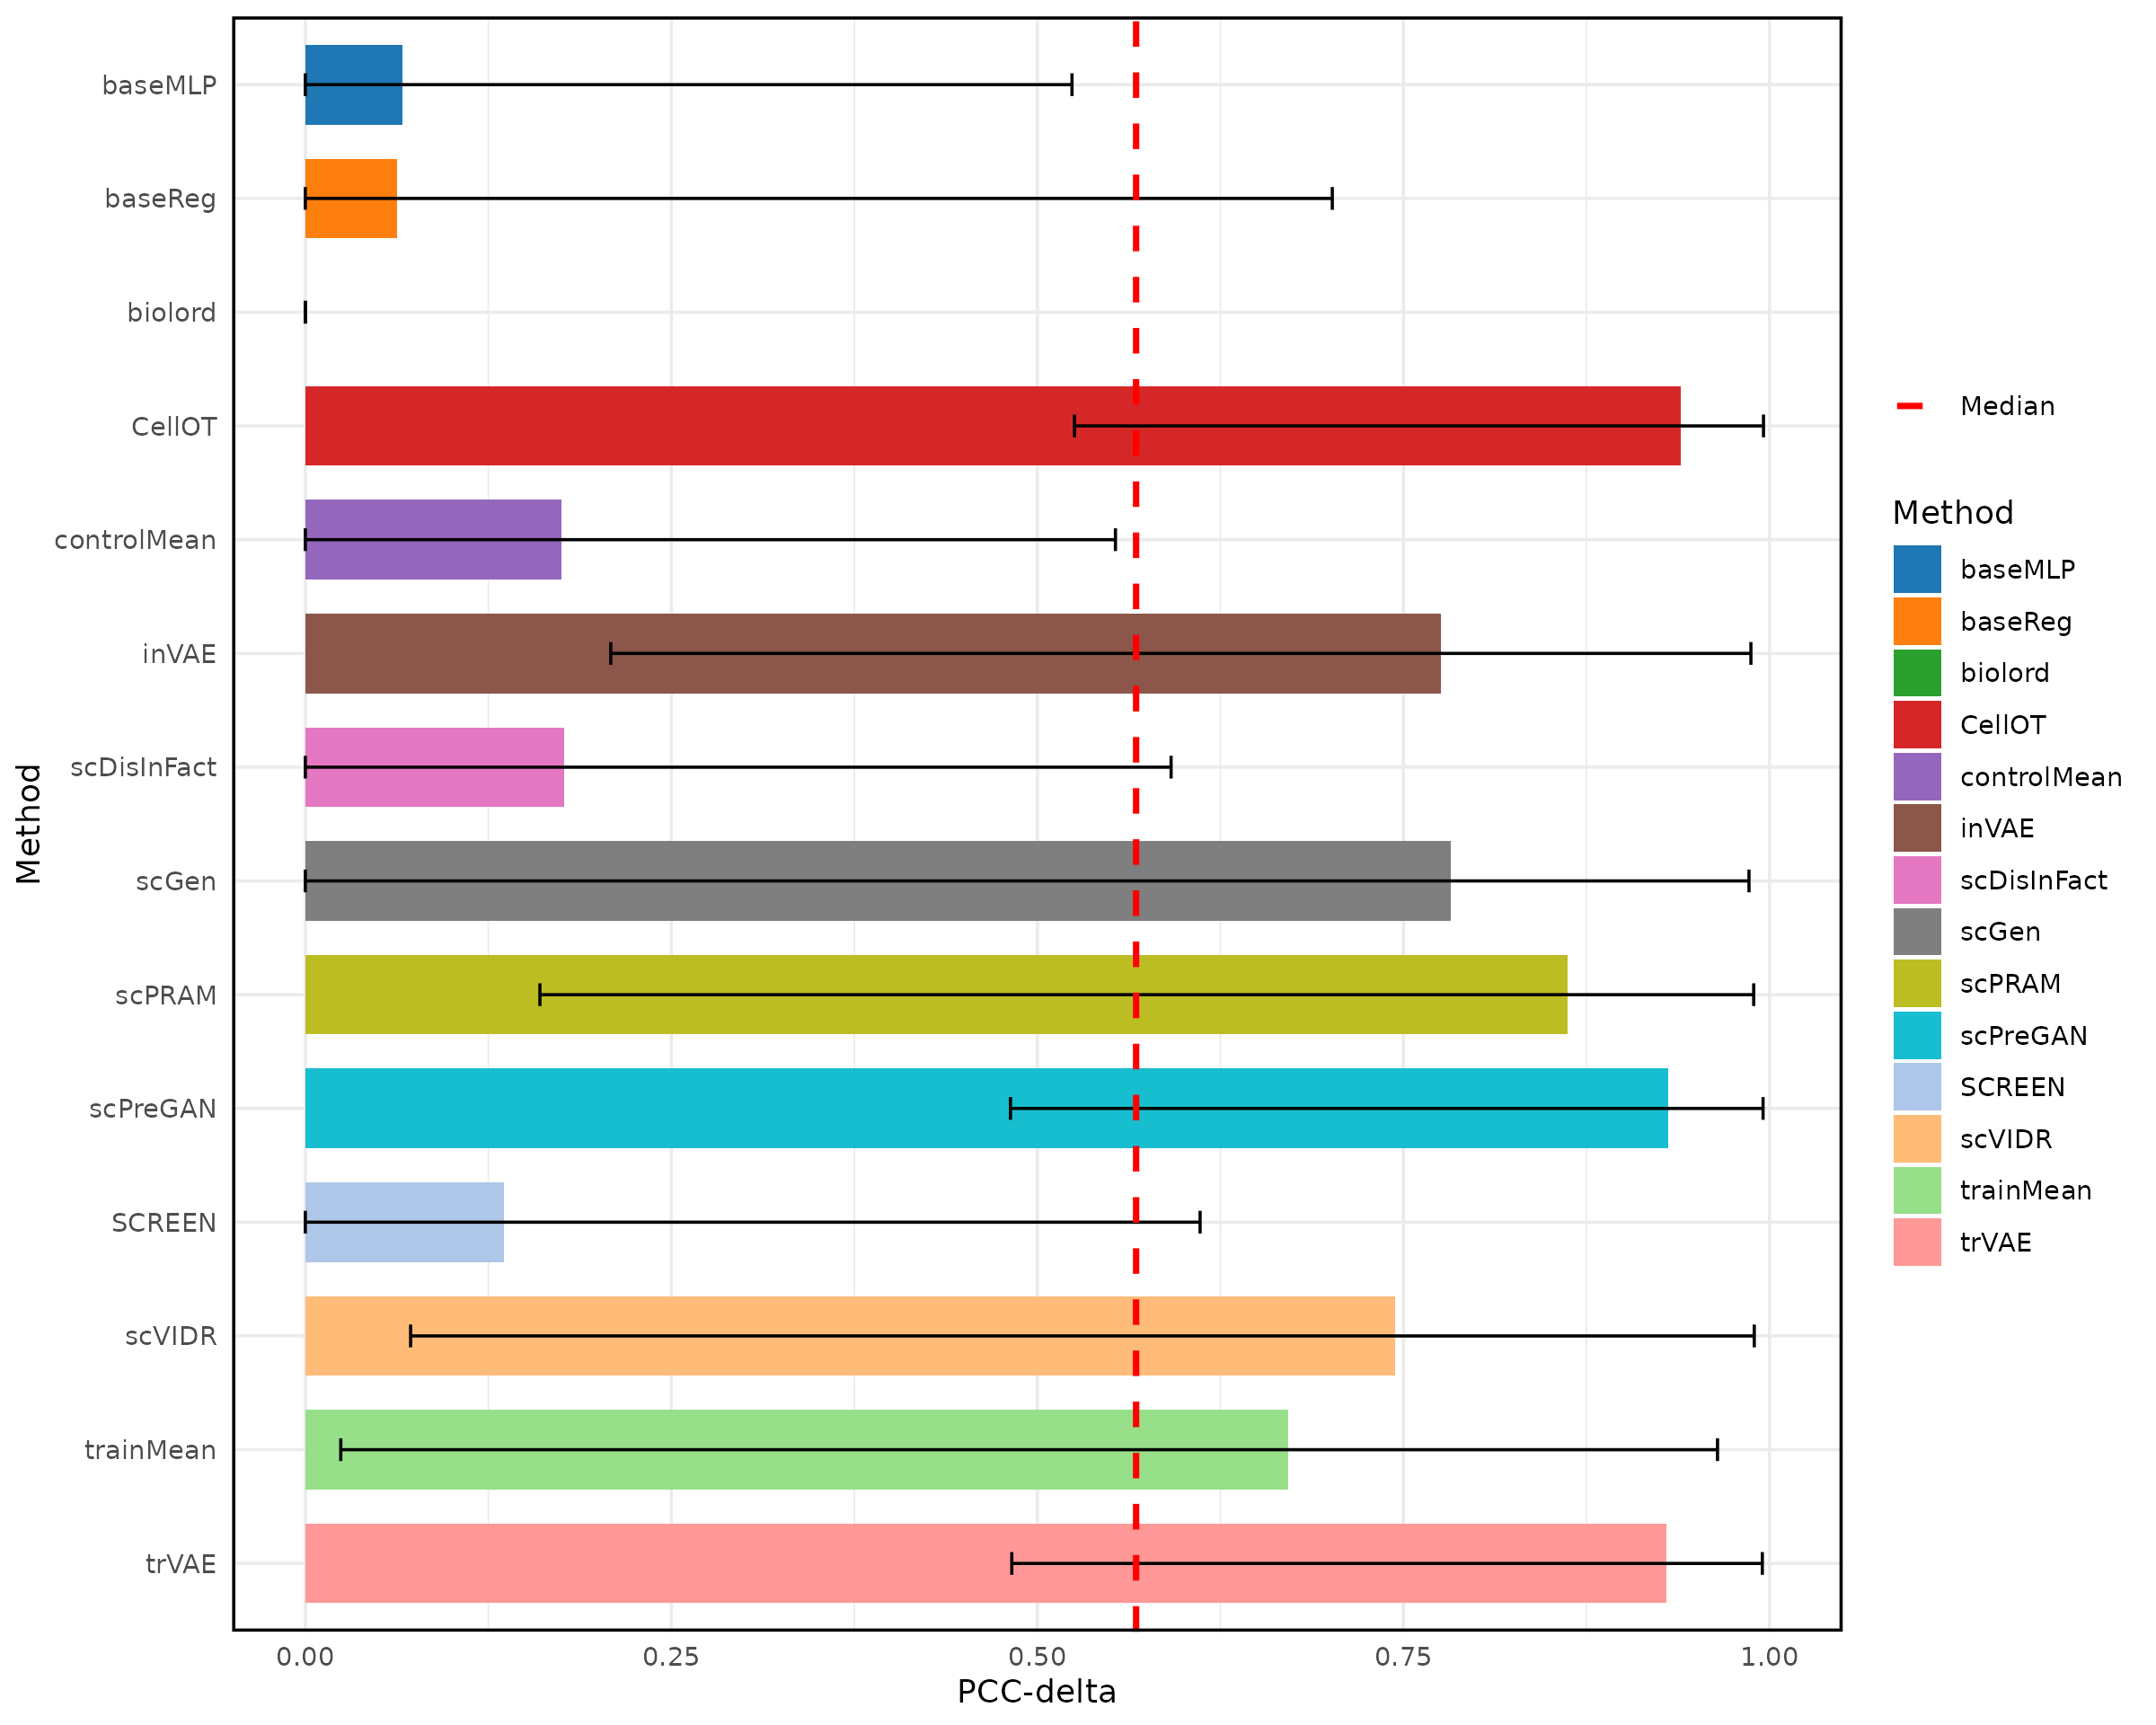 baseMLP
baseReg
biolord
CellOT
controlMean
inVAE
scDisInFact
scGen
scPRAM
scPreGAN
SCREEN
scVIDR
trainMean
trVAE
Method
0.00 0.25 0.50 0.75 1.00
PCC-delta
Median
Method
baseMLP
baseReg
biolord
CellOT
controlMean
inVAE
scDisInFact
scGen
scPRAM
scPreGAN
SCREEN
scVIDR
trainMean
trVAE